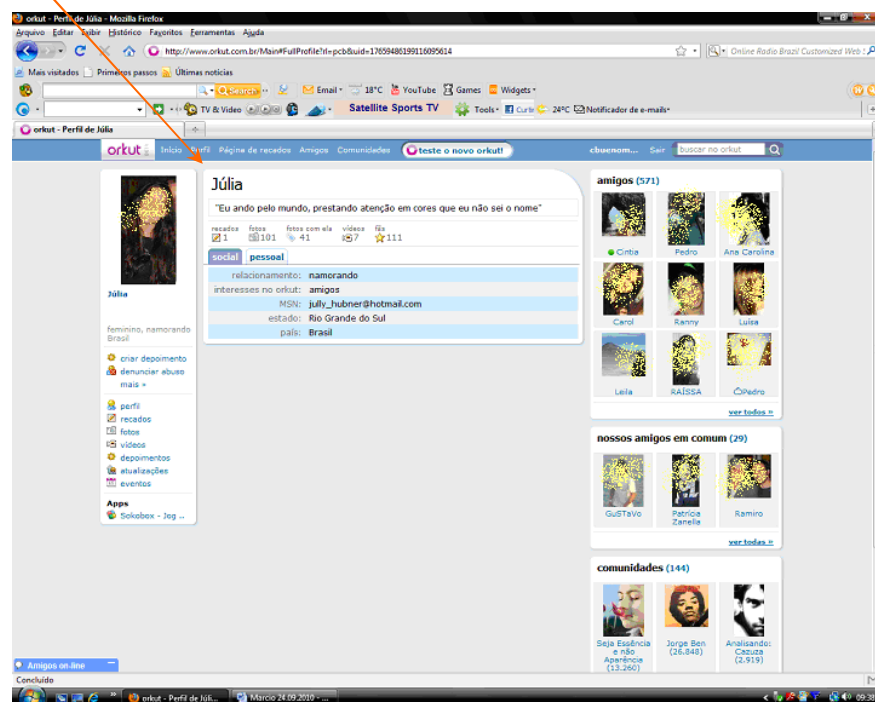 orkut - Perfil de Júlia - Mozilla Firefox
Arquivo Editar Exibir Histórico Favoritos Ferramentas Ajuda
http://www.orkut.com.br/Main#FullProfile?rl=pcb&uid=17659486199116095614
Mais visitados Primeiros passos Últimas notícias
Search Email 18°C YouTube Games Widgets
TV & Video Satellite Sports TV Tools Curtir 24ºC Notificador de e-mails
orkut - Perfil de Júlia
orkut Início Perfil Página de recados Amigos Comunidades teste o novo orkut! cbuenom... Sair buscar no orkut
Júlia
"Eu ando pelo mundo, prestando atenção em cores que eu não sei o nome"
recados fotos fotos com ela vídeos fãs
1 101 41 7 111
social pessoal
relacionamento: namorando
interesses no orkut: amigos
MSN: jully_hubner@hotmail.com
estado: Rio Grande do Sul
país: Brasil
Júlia
feminino, namorando
Brasil
criar depoimento
denunciar abuso
mais »
perfil
recados
fotos
vídeos
depoimentos
atualizações
eventos
Apps
Sokobox - Jog ..
amigos (571)
Cintia Pedro Ana Carolina
Carol Ranny Luisa
Leila RAÍSSA ÔPedro
ver todos »
nossos amigos em comum (29)
GuSTaVo Patrícia Zanella Ramiro
ver todas »
comunidades (144)
Seja Essência e não Aparência (13.260)
Jorge Ben (26.848)
Analisando: Cazuza (2.919)
Amigos on-line
Concluído
orkut - Perfil de Júli... Marcio 24.09.2010 - ... 09:38